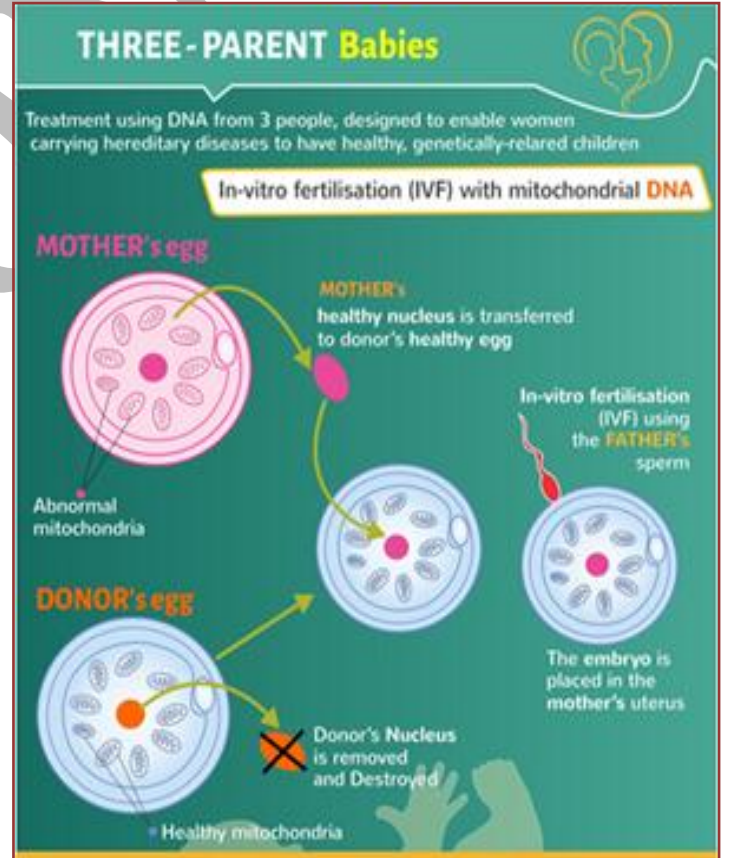 THREE-PARENT Babies
Treatment using DNA from 3 people, designed to enable women
carrying hereditary diseases to have healthy, genetically-relared children
In-vitro fertilisation (IVF) with mitochondrial DNA
MOTHER's egg
MOTHER's
healthy nucleus is transferred
to donor's healthy egg
In-vitro fertilisation
(IVF) using
the FATHER's
sperm
Abnormal
mitochondria
DONOR's egg
The embryo is
placed in the
mother's uterus
Donor's Nucleus
is removed
and Destroyed
Healthy mitochondria